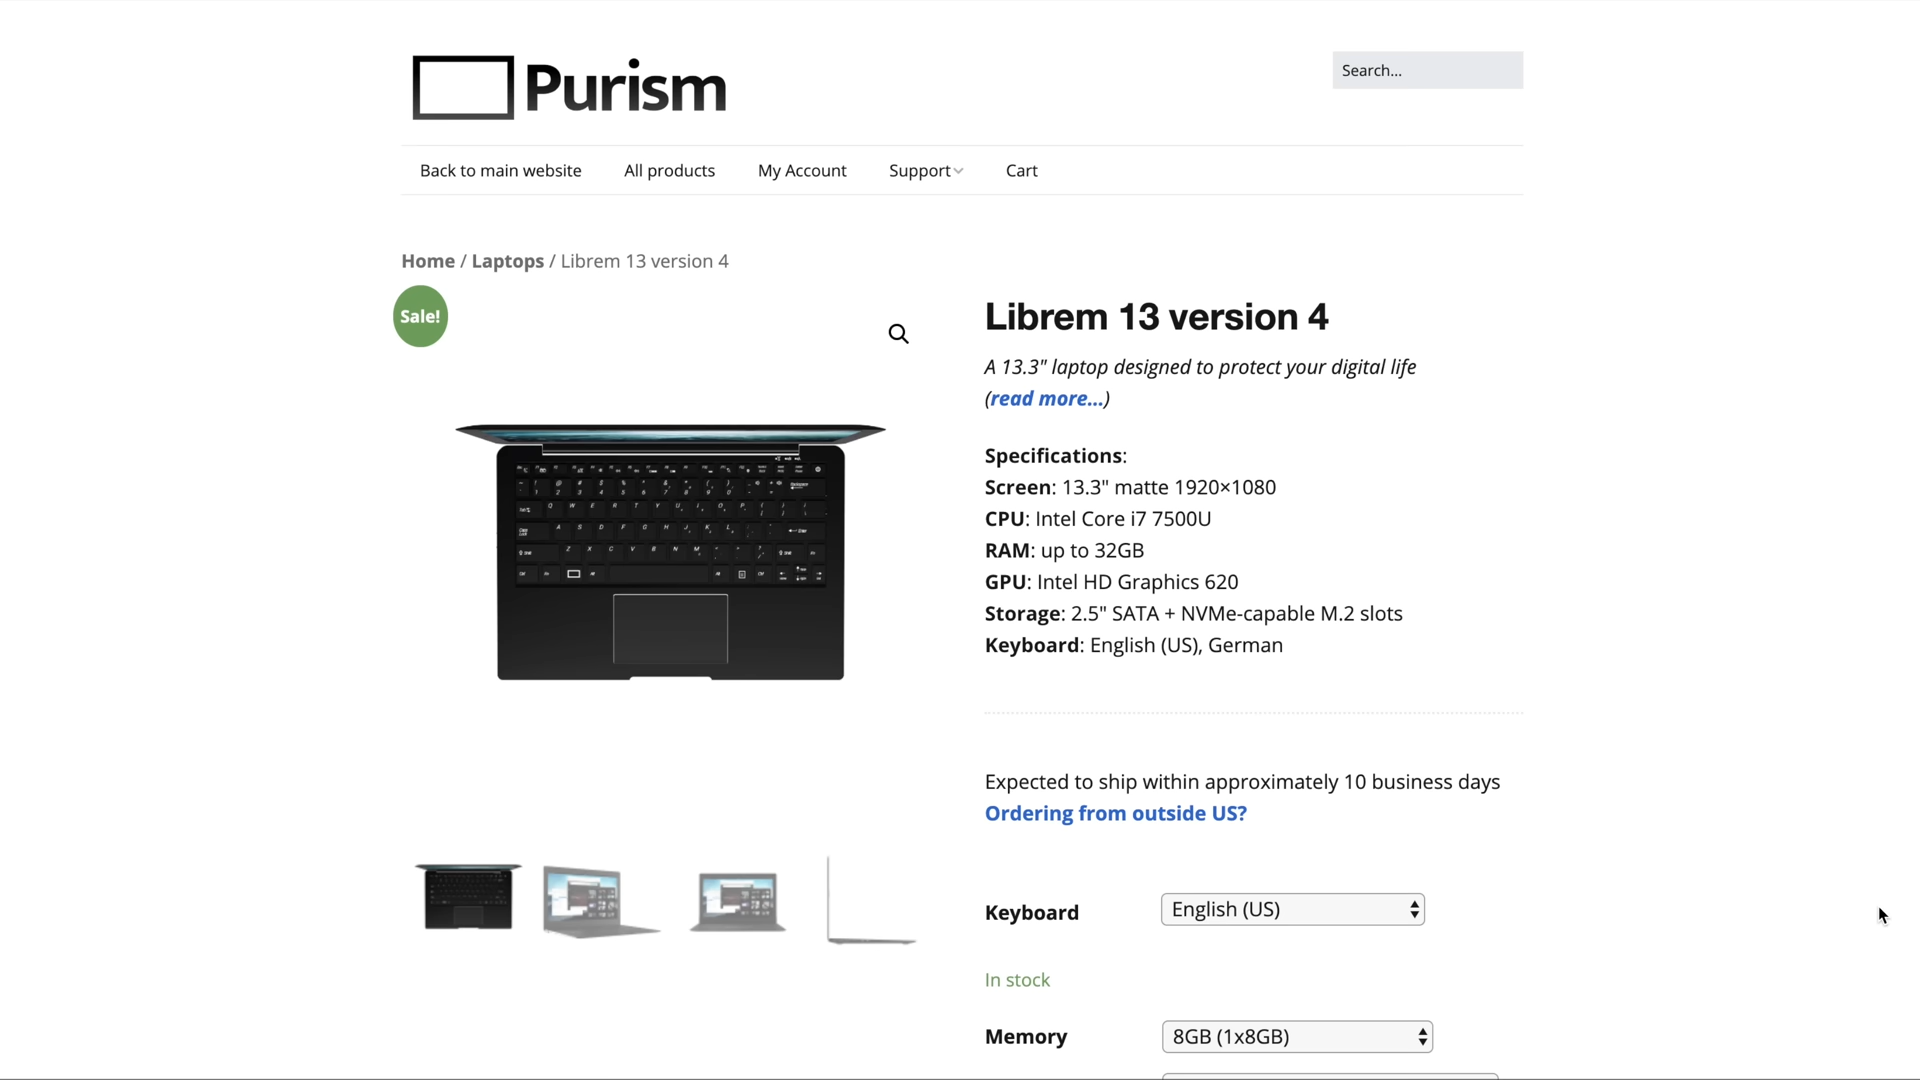 Purism
Search...
Back to main website
All products
My Account
Support
Cart
Home / Laptops / Librem 13 version 4
Sale!
Librem 13 version 4
A 13.3" laptop designed to protect your digital life
(read more...)
Specifications:
Screen: 13.3" matte 1920×1080
CPU: Intel Core i7 7500U
RAM: up to 32GB
GPU: Intel HD Graphics 620
Storage: 2.5" SATA + NVMe-capable M.2 slots
Keyboard: English (US), German
Expected to ship within approximately 10 business days
Ordering from outside US?
Keyboard
English (US)
In stock
Memory
8GB (1x8GB)